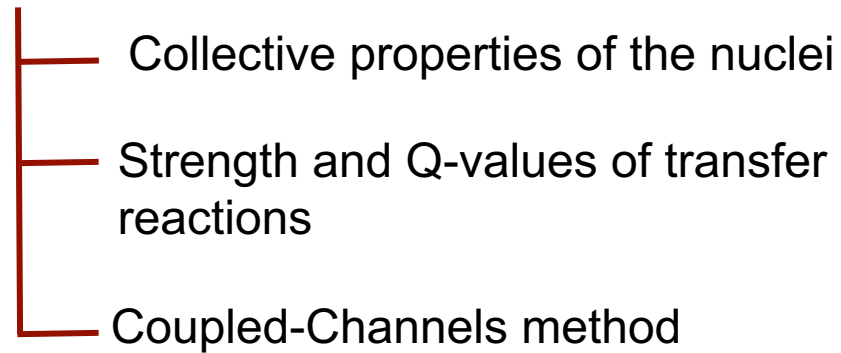 Collective properties of the nuclei
Strength and Q-values of transfer
reactions
Coupled-Channels method